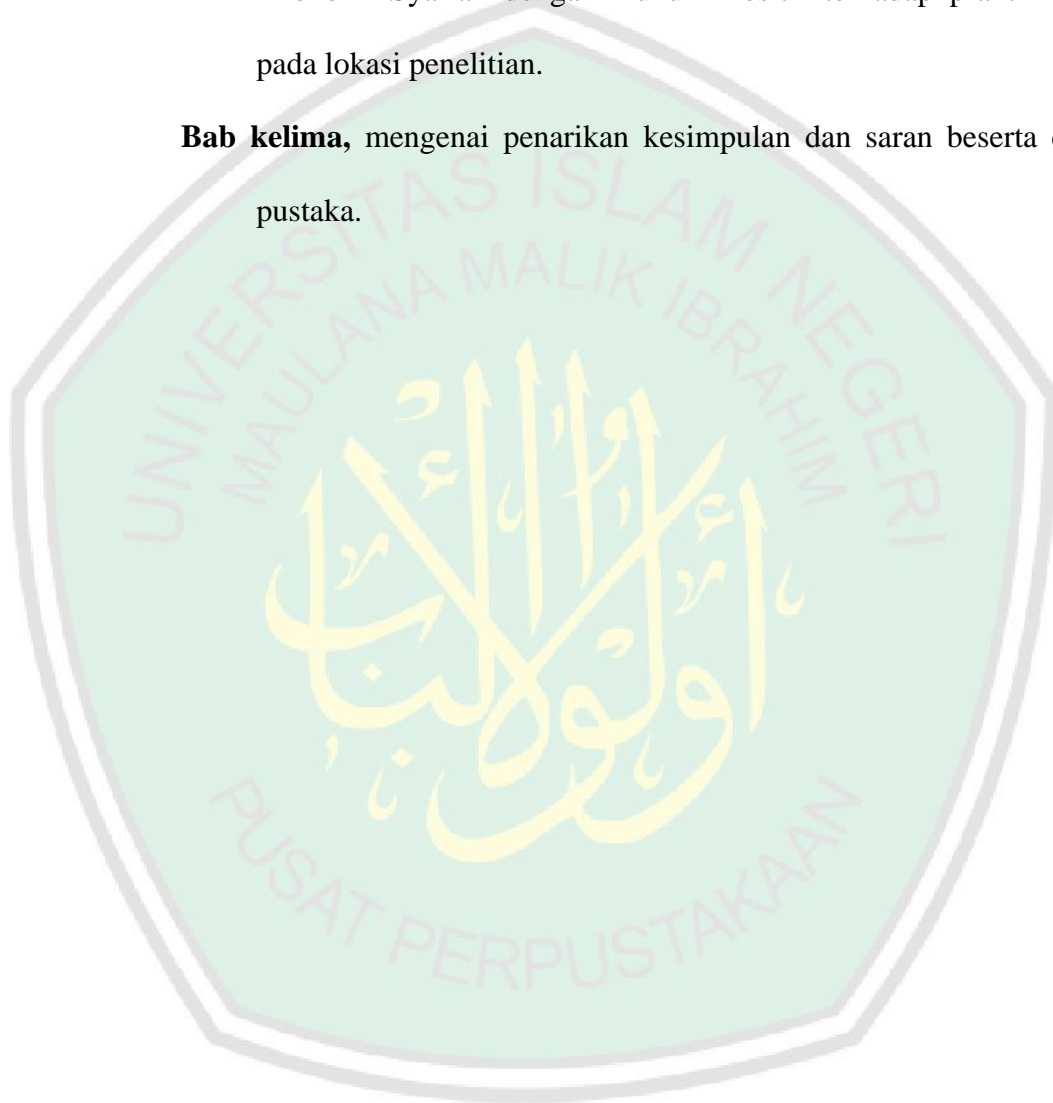 pada lokasi penelitian.
Bab kelima, mengenai penarikan kesimpulan dan saran beserta
pustaka.
UNIVERSITAS ISLAM NEGERI
MAULANA MALIK IBRAHIM
أولوا الألباب
PUSAT PERPUSTAKAAN